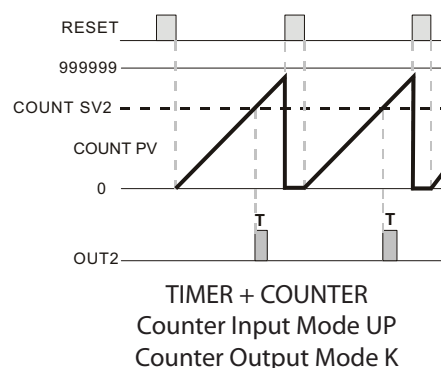 RESET
999999
COUNT SV2
COUNT PV
0
T T
OUT2
TIMER + COUNTER
Counter Input Mode UP
Counter Output Mode K